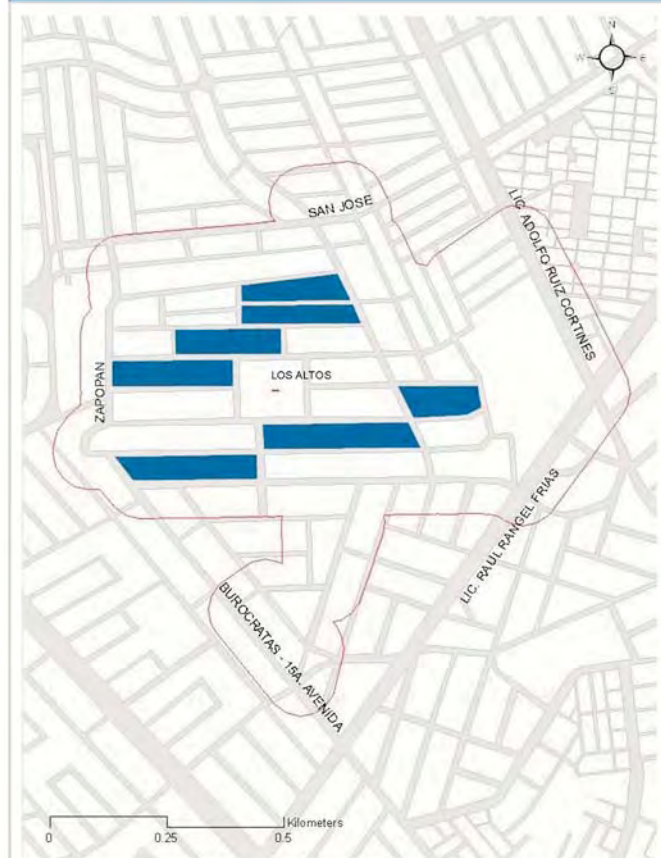 N
W
E
S
SAN JOSE
LIC. ADOLFO RUIZ CORTINES
ZAPOPAN
LOS ALTOS
LIC. RAUL RANGEL FRIAS
BUROCRATAS - 15A. AVENIDA
Kilometers
0 0.25 0.5